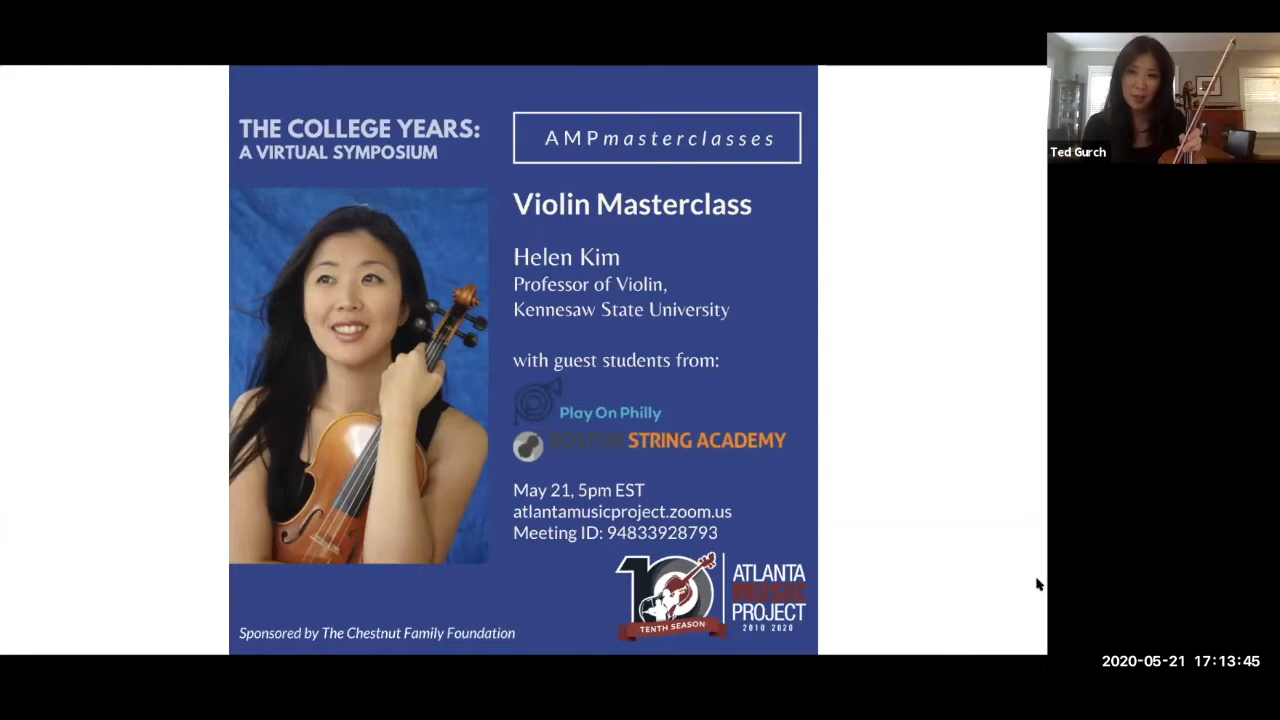 THE COLLEGE YEARS:
A VIRTUAL SYMPOSIUM
AMPmasterclasses
Violin Masterclass
Helen Kim
Professor of Violin,
Kennesaw State University
with guest students from:
Play On Philly
BOSTON STRING ACADEMY
May 21, 5pm EST
atlantamusicproject.zoom.us
Meeting ID: 94833928793
10
TENTH SEASON
ATLANTA
MUSIC
PROJECT
2010 2020
Sponsored by The Chestnut Family Foundation
Ted Gurch
2020-05-21 17:13:45